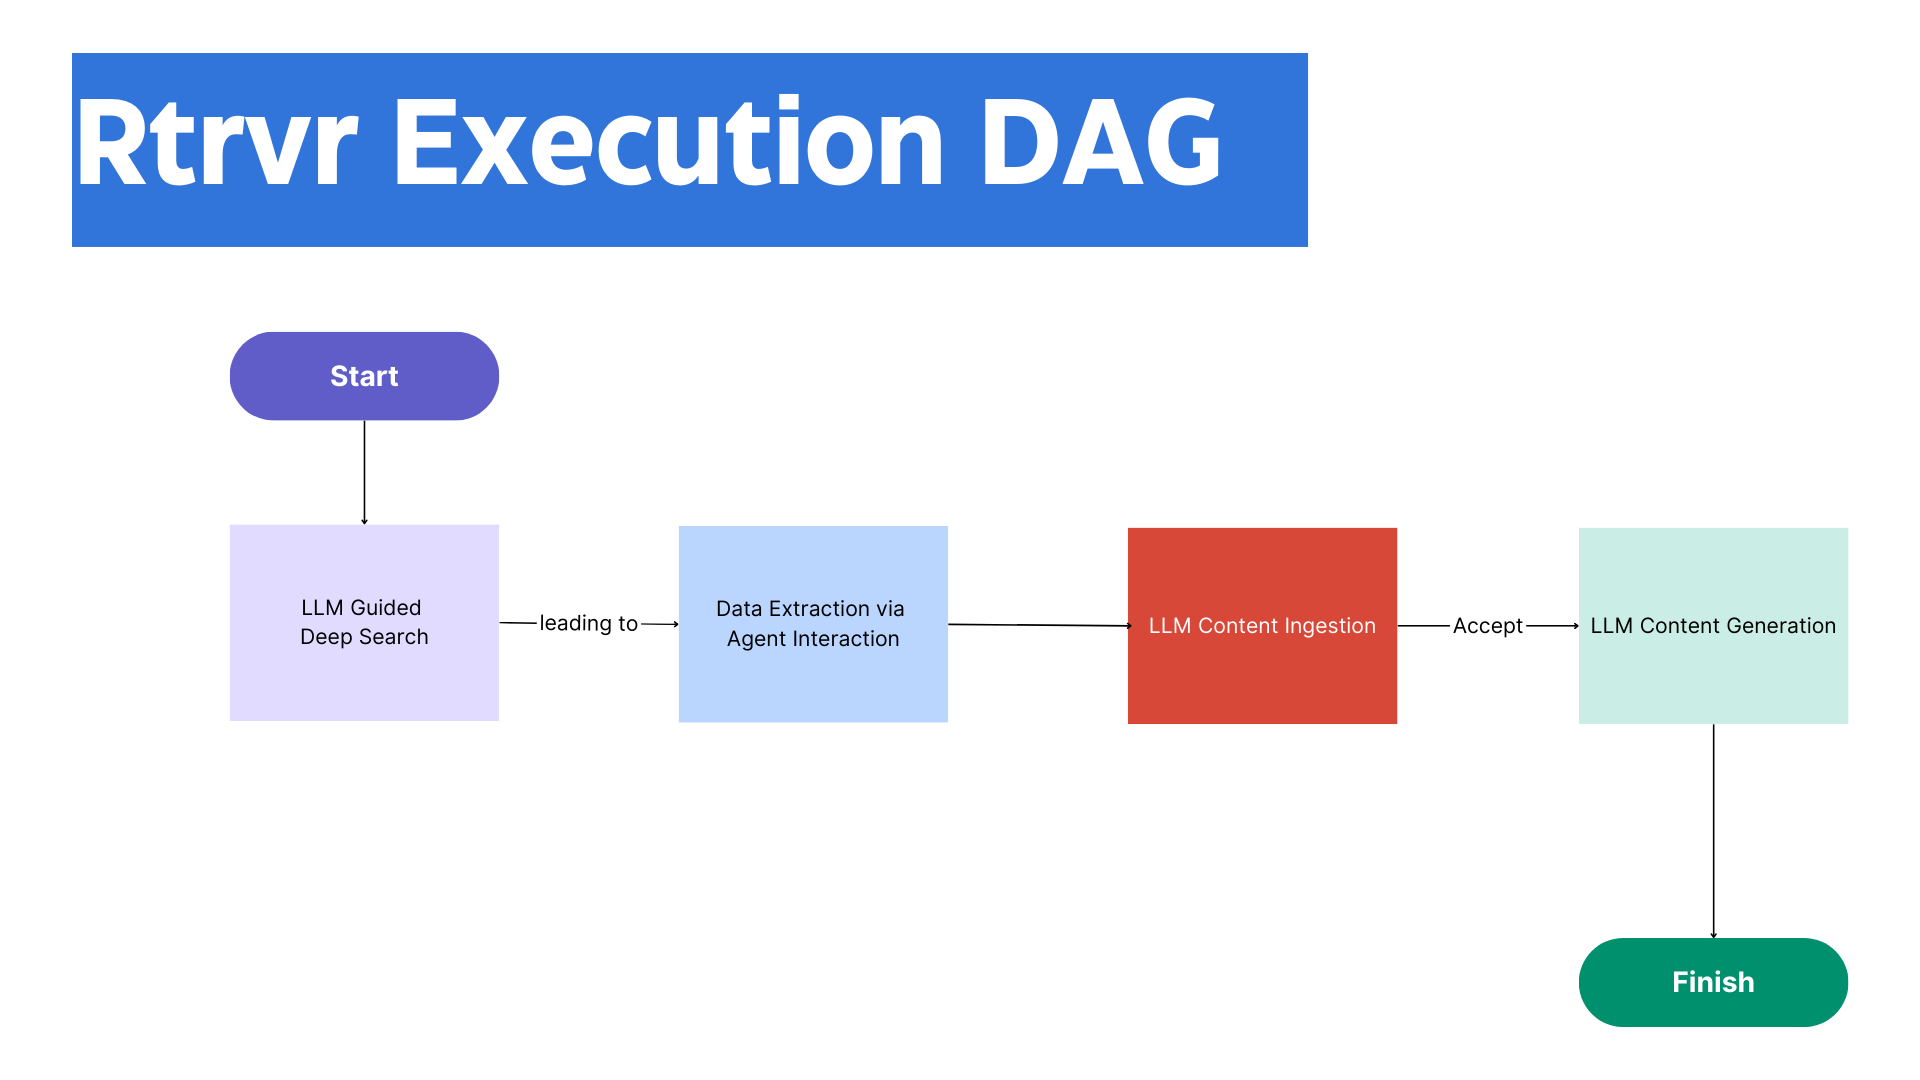 Rtrvr Execution DAG
Start
LLM Guided
Deep Search
leading to
Data Extraction via
Agent Interaction
LLM Content Ingestion
Accept
LLM Content Generation
Finish